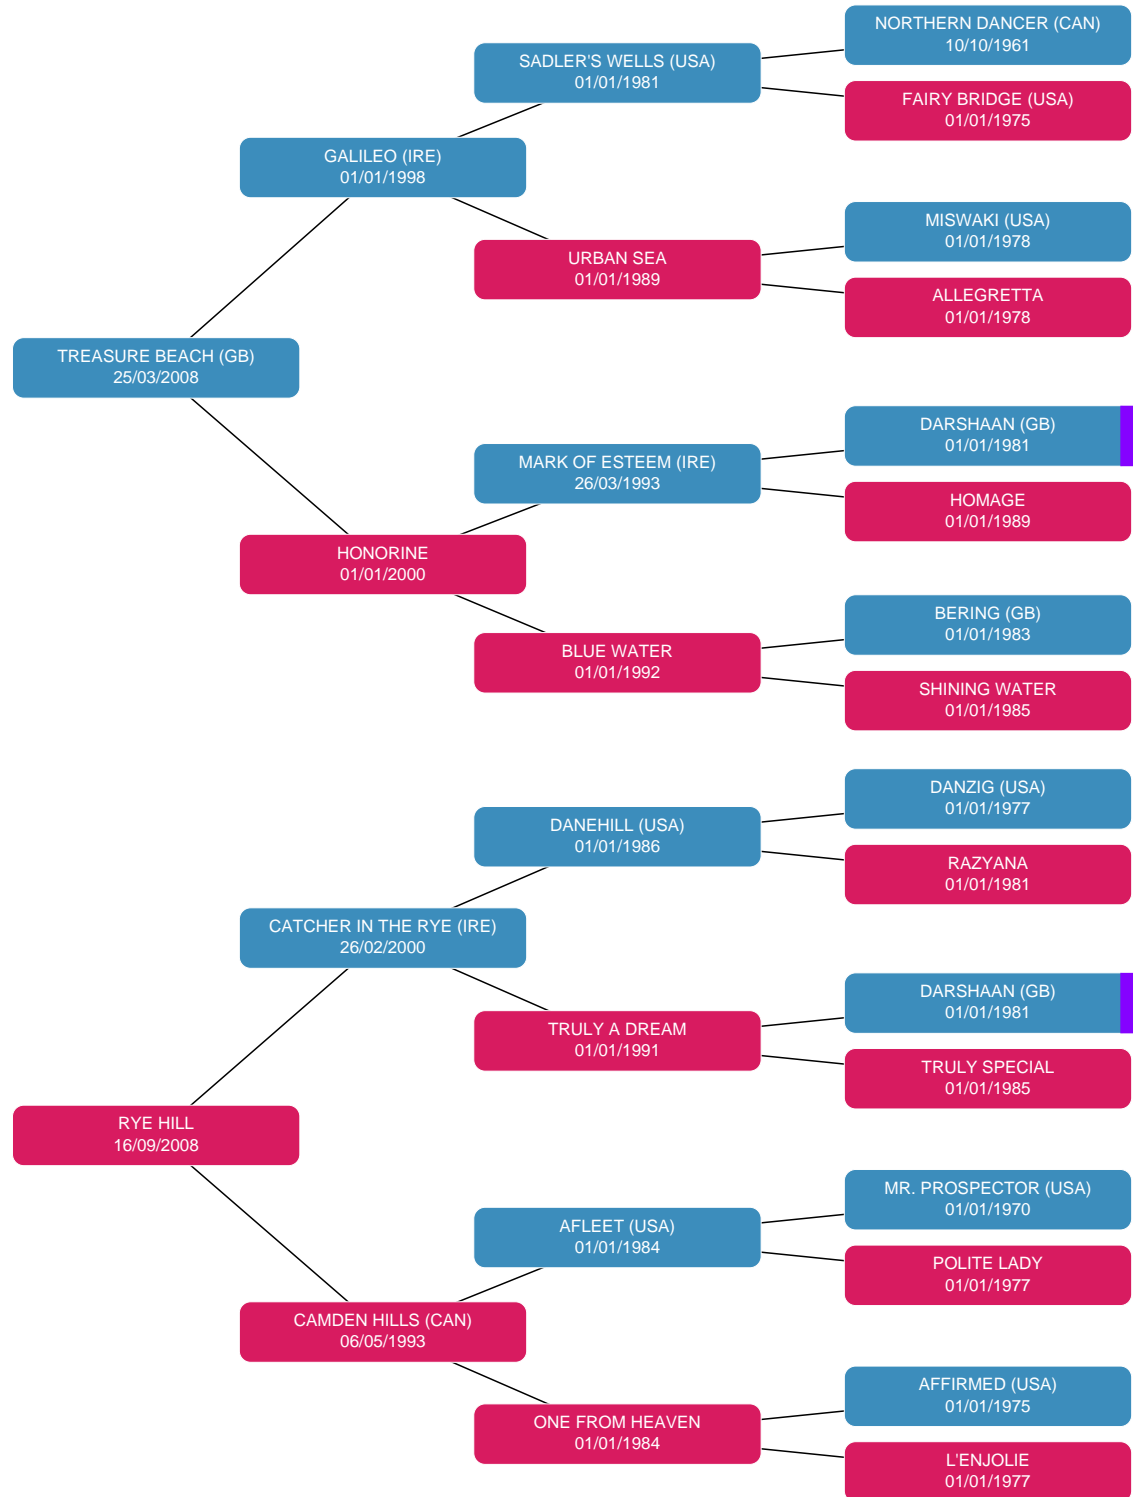 NORTHERN DANCER (CAN)
10/10/1961
SADLER'S WELLS (USA)
01/01/1981
FAIRY BRIDGE (USA)
01/01/1975
GALILEO (IRE)
01/01/1998
MISWAKI (USA)
01/01/1978
URBAN SEA
01/01/1989
ALLEGRETTA
01/01/1978
TREASURE BEACH (GB)
25/03/2008
DARSHAAN (GB)
01/01/1981
MARK OF ESTEEM (IRE)
26/03/1993
HOMAGE
01/01/1989
HONORINE
01/01/2000
BERING (GB)
01/01/1983
BLUE WATER
01/01/1992
SHINING WATER
01/01/1985
DANZIG (USA)
01/01/1977
DANEHILL (USA)
01/01/1986
RAZYANA
01/01/1981
CATCHER IN THE RYE (IRE)
26/02/2000
DARSHAAN (GB)
01/01/1981
TRULY A DREAM
01/01/1991
TRULY SPECIAL
01/01/1985
RYE HILL
16/09/2008
MR. PROSPECTOR (USA)
01/01/1970
AFLEET (USA)
01/01/1984
POLITE LADY
01/01/1977
CAMDEN HILLS (CAN)
06/05/1993
AFFIRMED (USA)
01/01/1975
ONE FROM HEAVEN
01/01/1984
L'ENJOLIE
01/01/1977